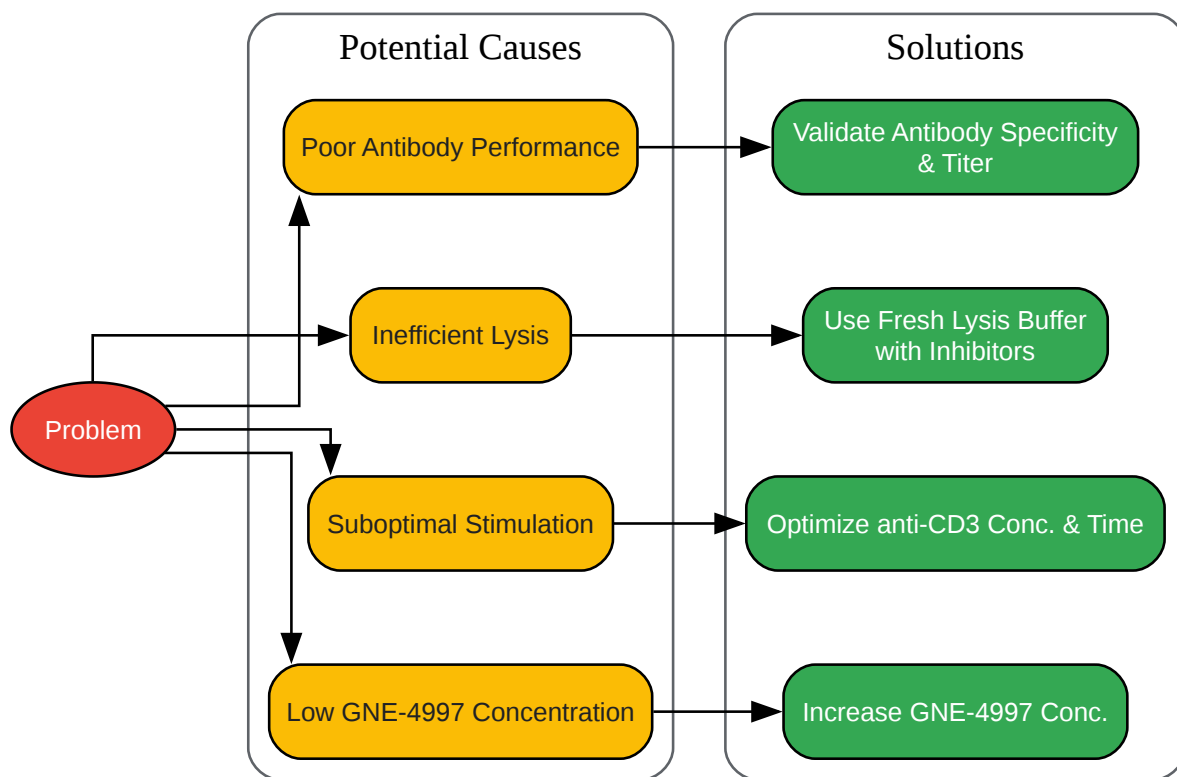 Potential Causes
Solutions
Poor Antibody Performance
Validate Antibody Specificity
& Titer
Inefficient Lysis
Use Fresh Lysis Buffer
with Inhibitors
Problem
Suboptimal Stimulation
Optimize anti-CD3 Conc. & Time
Low GNE-4997 Concentration
Increase GNE-4997 Conc.